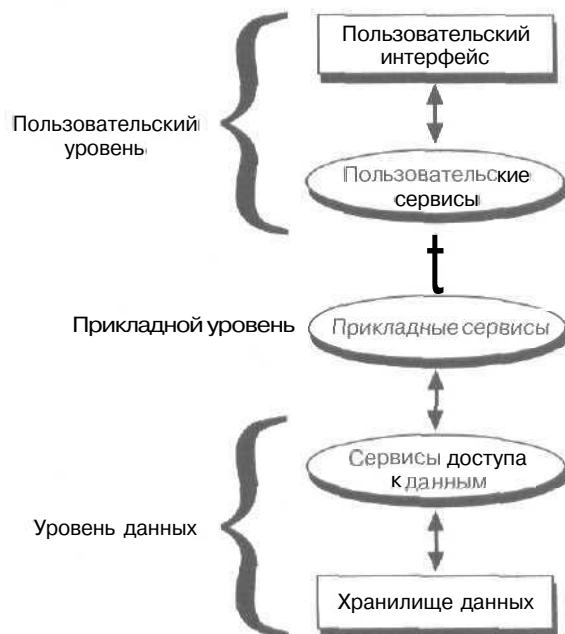 Пользовательский
интерфейс
Пользовательский
уровень
Пользовательские
сервисы
t
Прикладной уровень
Прикладные сервисы
Сервисы доступа
к данным
Уровень данных
Хранилище данных